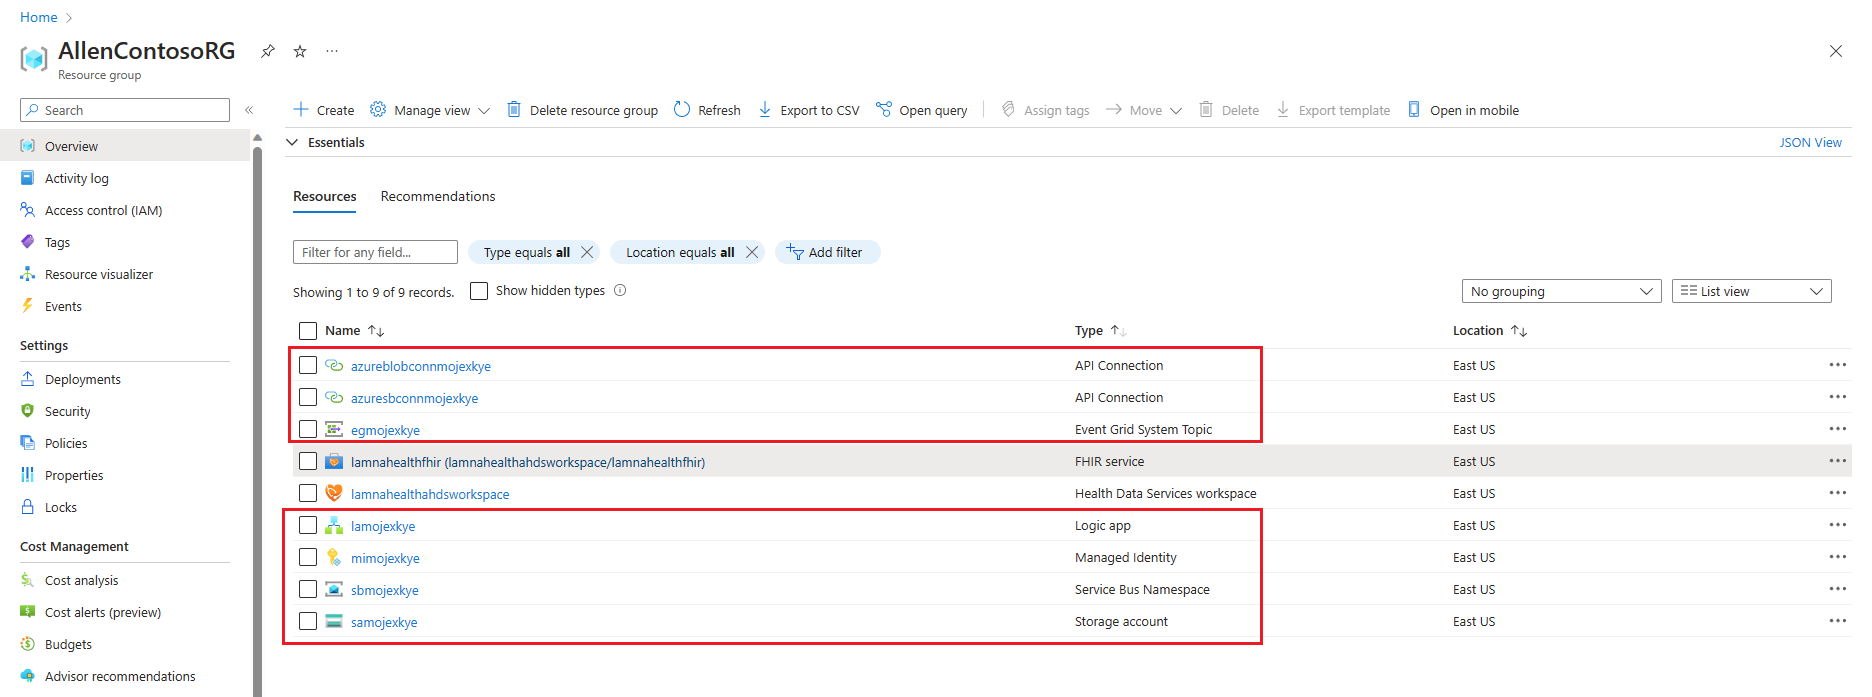 Home
AllenContosoRG
Resource group
Search
Create Manage view Delete resource group Refresh Export to CSV Open query Assign tags Move Delete Export template Open in mobile
Overview
Activity log
Access control (IAM)
Tags
Resource visualizer
Events
Settings
Deployments
Security
Policies
Properties
Locks
Cost Management
Cost analysis
Cost alerts (preview)
Budgets
Advisor recommendations
Essentials JSON View
Resources Recommendations
Filter for any field... Type equals all Location equals all Add filter
Showing 1 to 9 of 9 records. Show hidden types No grouping List view
Name Type Location
azureblobconnmojexkye API Connection East US
azuresbconnmojexkye API Connection East US
egmojexkye Event Grid System Topic East US
lamnahealthfhir (lamnahealthahdsworkspace/lamnahealthfhir) FHIR service East US
lamnahealthahdsworkspace Health Data Services workspace East US
lamojexkye Logic app East US
mimojexkye Managed Identity East US
sbmojexkye Service Bus Namespace East US
samojexkye Storage account East US